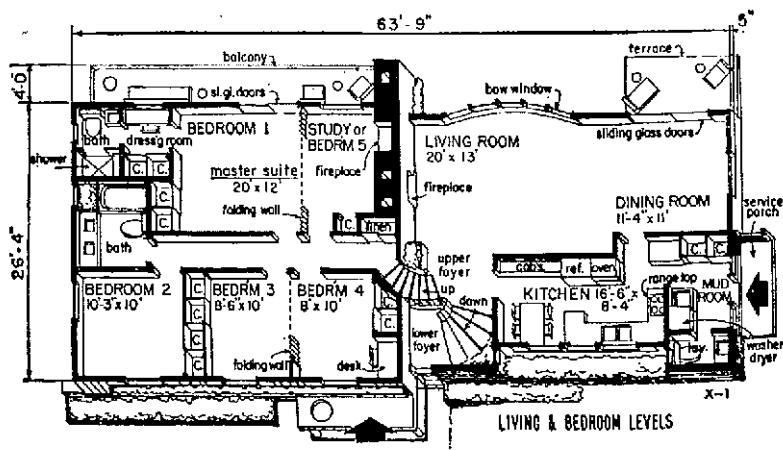 63'-9"
5"
balcony
terrace
4'-0
sl.gl.doors
bow window
bath
dress'g room
BEDROOM 1
STUDY or
BEDRM 5
LIVING ROOM
20' x 13'
sliding glass doors
shower
C.
C.
master suite
20' x 12'
fireplace
fireplace
DINING ROOM
11'-4" x 11'
service
porch
26'-4"
C.
C.
folding wall
C.
linen
bath
upper
foyer
up
cab's
ref.
oven
C.
C.
range top
MUD
ROOM
BEDROOM 2
10'-3" x 10'
C.
C.
C.
C.
BEDRM 3
8'-6" x 10'
BEDRM 4
8' x 10'
C.
down
KITCHEN 16'-6" x
8'-4"
lower
foyer
folding wall
desk
lav.
washer
dryer
X-1
LIVING & BEDROOM LEVELS